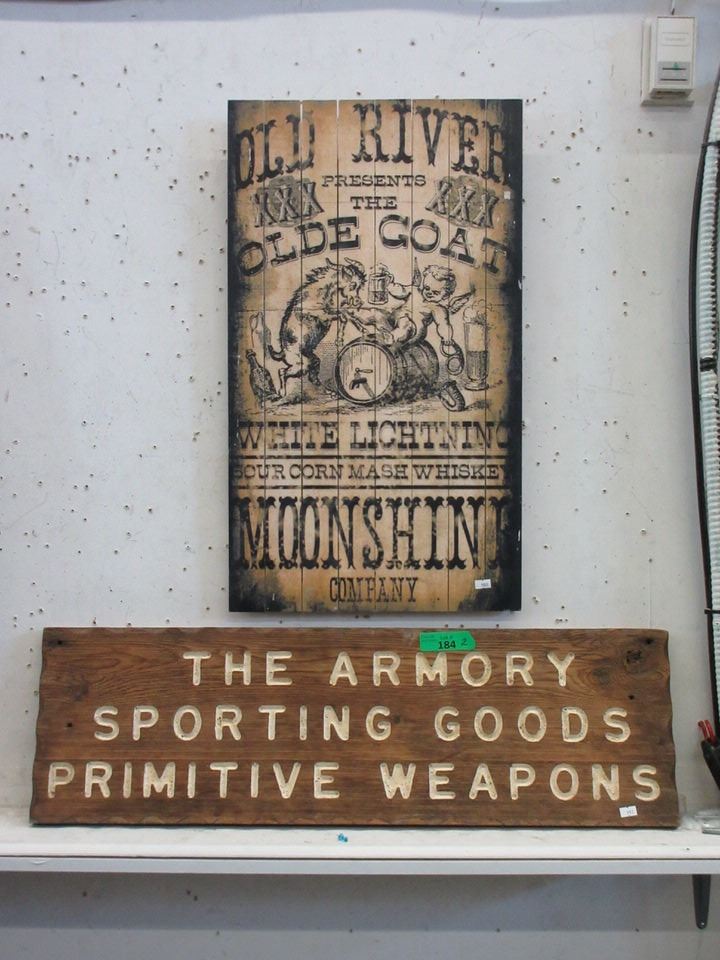 OLD RIVER
XXX PRESENTS XXX
THE
OLDE GOAT
WHITE LIGHTNING
SOUR CORN MASH WHISKEY
MOONSHINE
COMPANY
184 2
THE ARMORY
SPORTING GOODS
PRIMITIVE WEAPONS